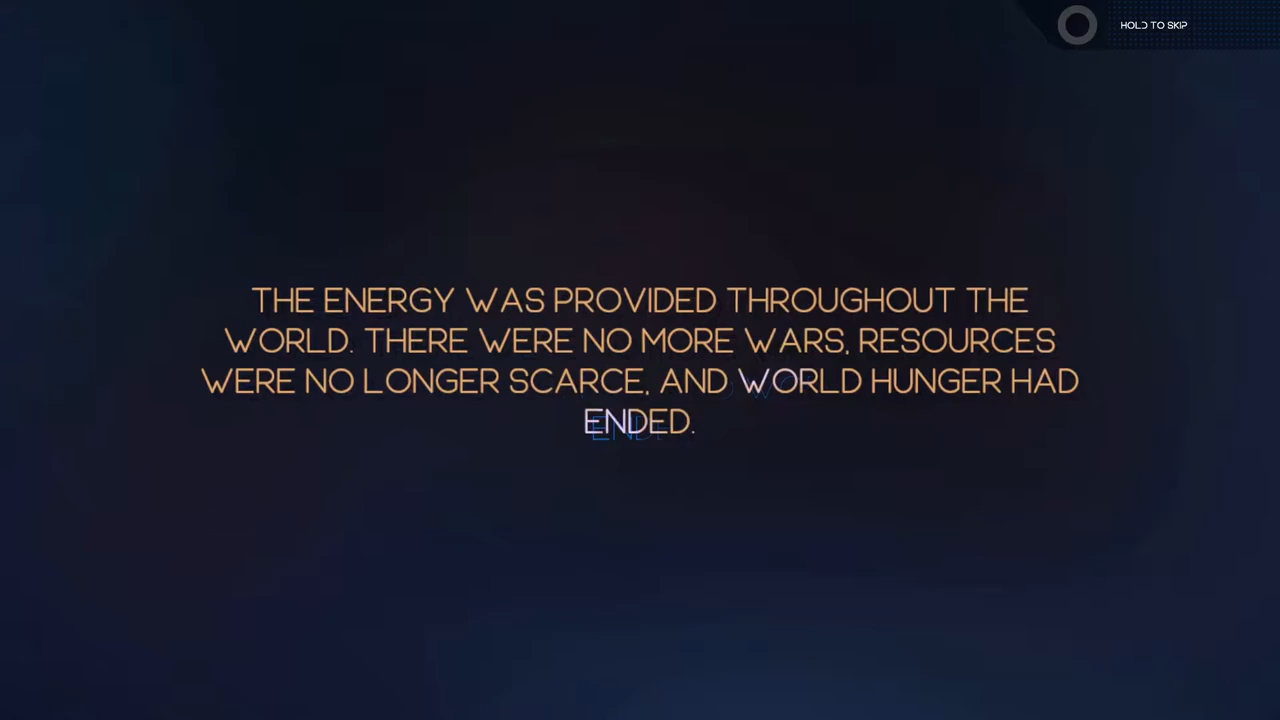 HOLD TO SKIP
THE ENERGY WAS PROVIDED THROUGHOUT THE
WORLD. THERE WERE NO MORE WARS, RESOURCES
WERE NO LONGER SCARCE, AND WORLD HUNGER HAD
ENDED.